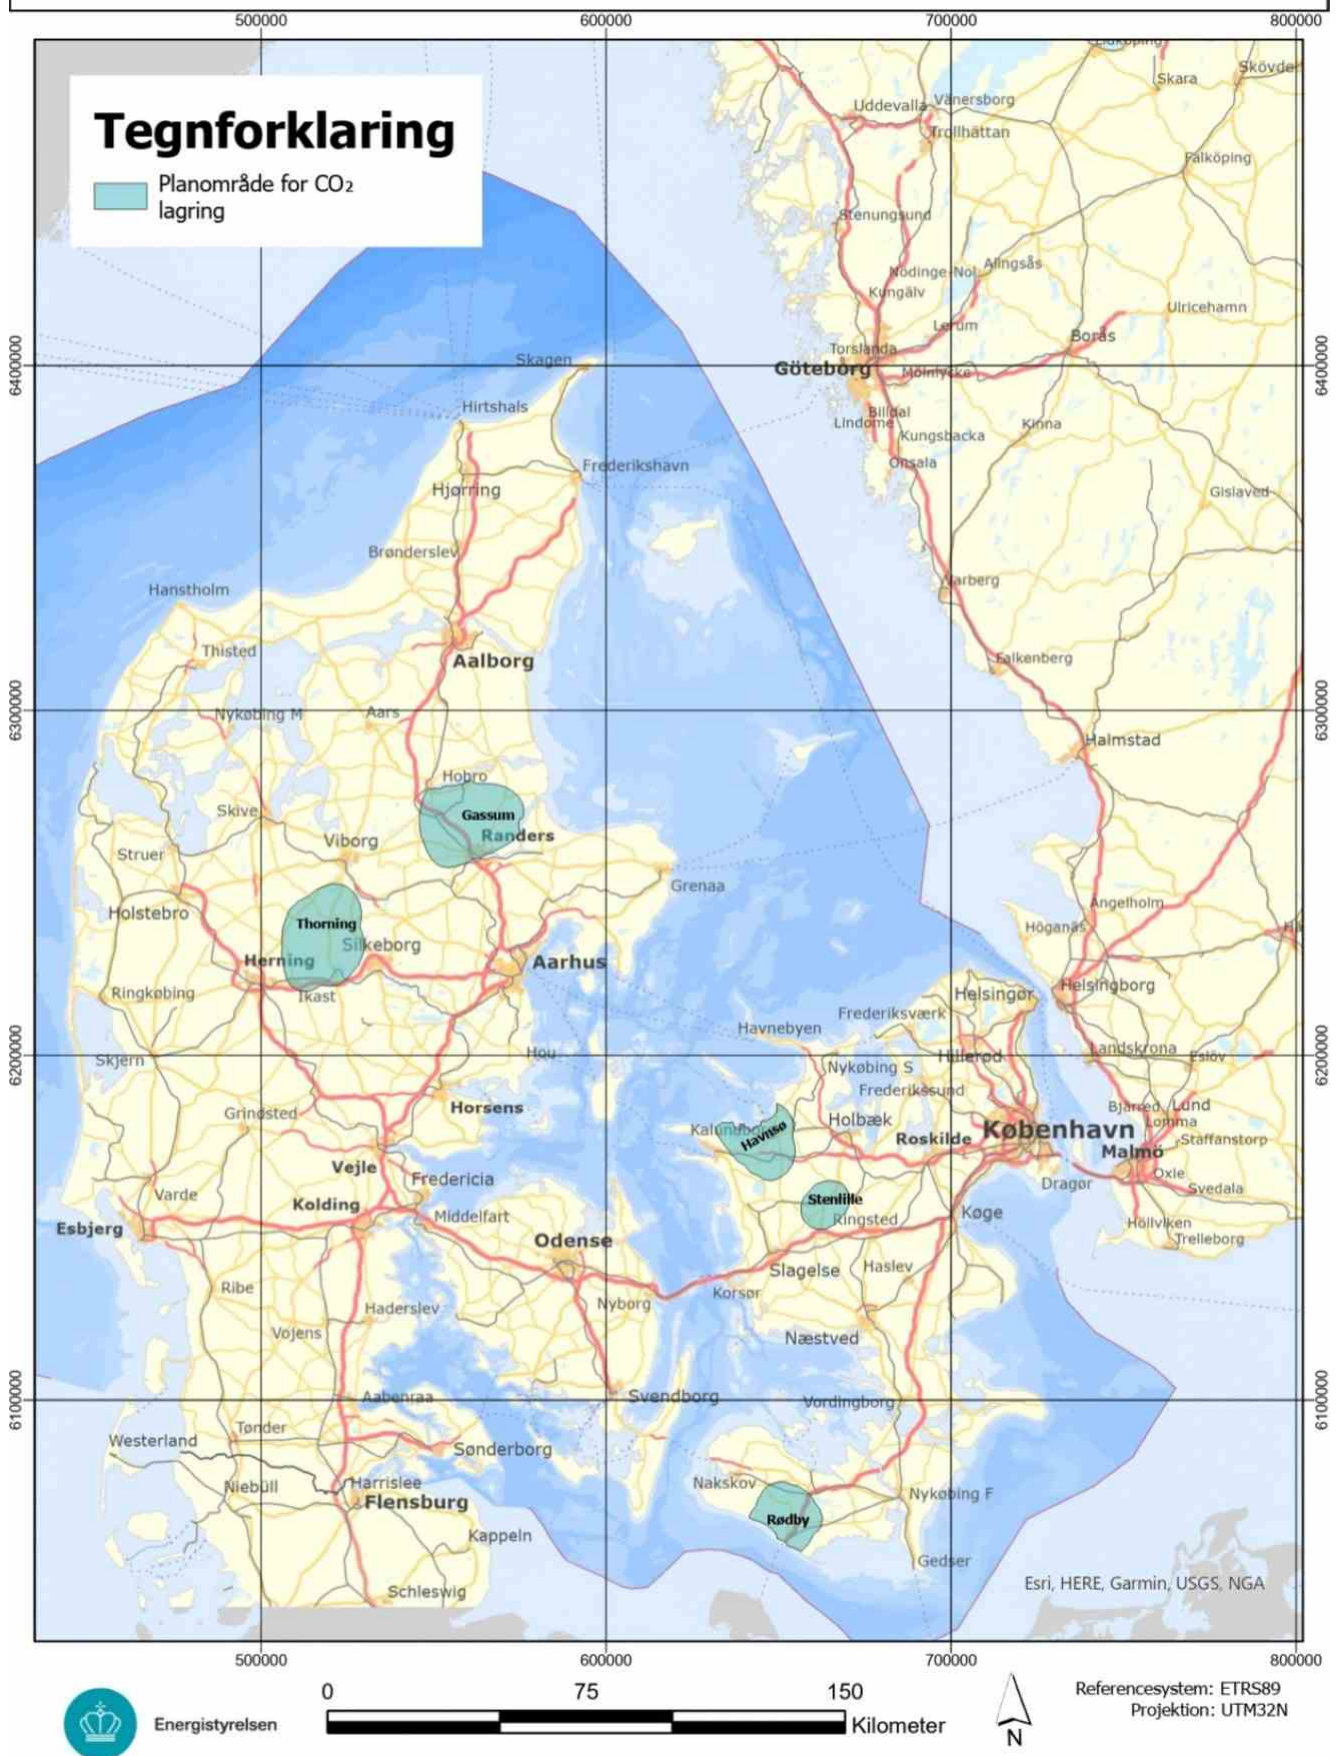 500000
600000
700000
800000
Tegnforklaring
Planområde for CO₂
lagring
Lidköping
Skövde
Skara
Uddevalla
Vänersborg
Trollhättan
Falköping
Stenungsund
Nödinge-Nol
Alingsås
Kungälv
Ulricehamn
Lerum
Borås
Torslanda
6400000
Skagen
Göteborg
Mölnlycke
6400000
Hirtshals
Billdal
Lindome
Kinna
Kungsbacka
Frederikshavn
Onsala
Hjørring
Gislaved
Brønderslev
Varberg
Hanstholm
Thisted
Aalborg
Falkenberg
6300000
Nykøbing M
Aars
6300000
Halmstad
Hobro
Skive
Gassum
Randers
Viborg
Struer
Grenaa
Ängelholm
Holstebro
Thorning
Höganäs
Silkeborg
Herning
Aarhus
Helsingborg
Ringkøbing
Ikast
Helsingør
Frederiksværk
Havnebyen
6200000
Skjern
Hou
Hillerød
Landskrona
Eslöv
6200000
Nykøbing S
Frederikssund
Grindsted
Horsens
Bjärred
Lund
Kalundborg
Havnsø
Holbæk
Roskilde
København
Lomma
Staffanstorp
Malmö
Vejle
Fredericia
Oxie
Dragør
Svedala
Varde
Kolding
Stenlille
Middelfart
Ringsted
Køge
Esbjerg
Höllviken
Odense
Trelleborg
Slagelse
Haslev
Ribe
Korsør
Nyborg
Haderslev
Vojens
Næstved
6100000
Aabenraa
Svendborg
Vordingborg
6100000
Tønder
Westerland
Sønderborg
Nakskov
Niebüll
Harrislee
Nykøbing F
Flensburg
Rødby
Kappeln
Gedser
Schleswig
Esri, HERE, Garmin, USGS, NGA
500000
600000
700000
800000
0
75
150
Referencesystem: ETRS89
Projektion: UTM32N
Energistyrelsen
Kilometer
N